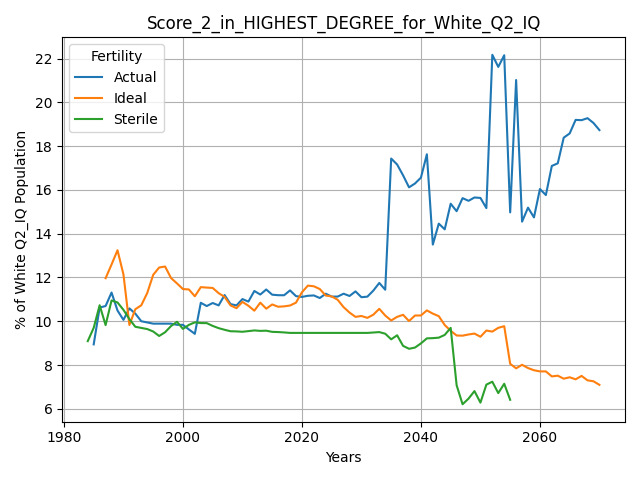 Score_2_in_HIGHEST_DEGREE_for_White_Q2_IQ
Fertility
Actual
Ideal
Sterile
% of White Q2_IQ Population
22
20
18
16
14
12
10
8
6
1980
2000
2020
2040
2060
Years